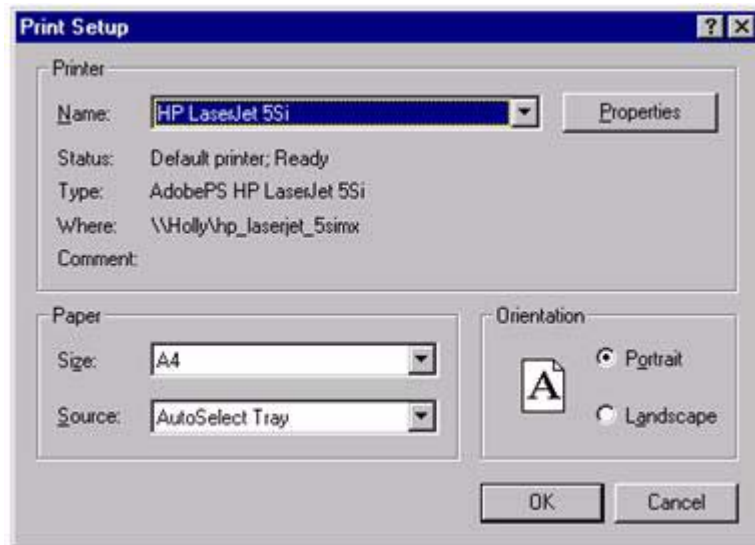 Print Setup
Printer
Name: HP LaserJet 5Si Properties
Status: Default printer; Ready
Type: AdobePS HP LaserJet 5Si
Where: \\Holly\hp_laserjet_5simx
Comment:
Paper
Size: A4
Source: AutoSelect Tray
Orientation
A
Portrait
Landscape
OK Cancel